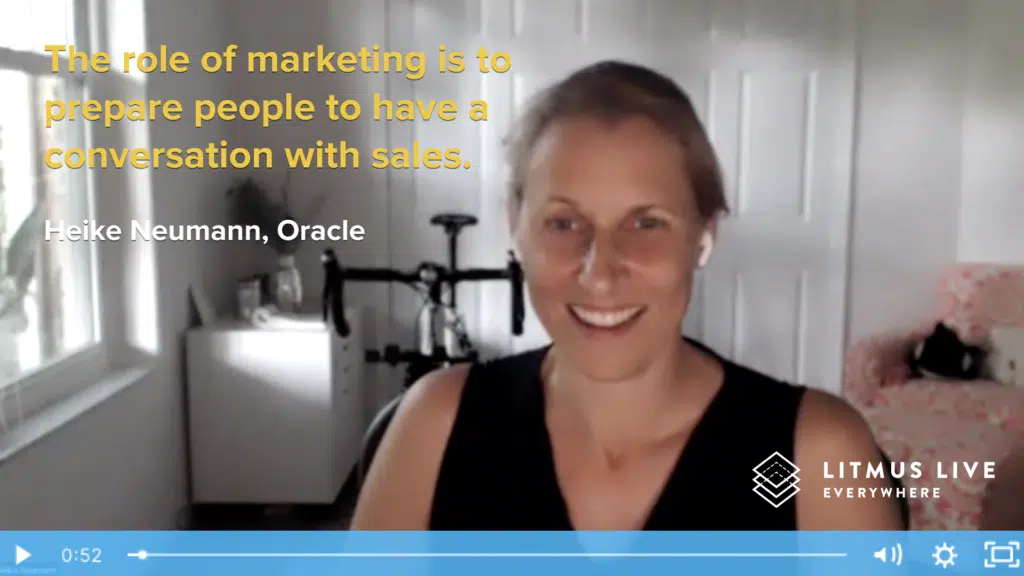 The role of marketing is to
prepare people to have a
conversation with sales.
Heike Neumann, Oracle
LITMUS LIVE
EVERYWHERE
0:52